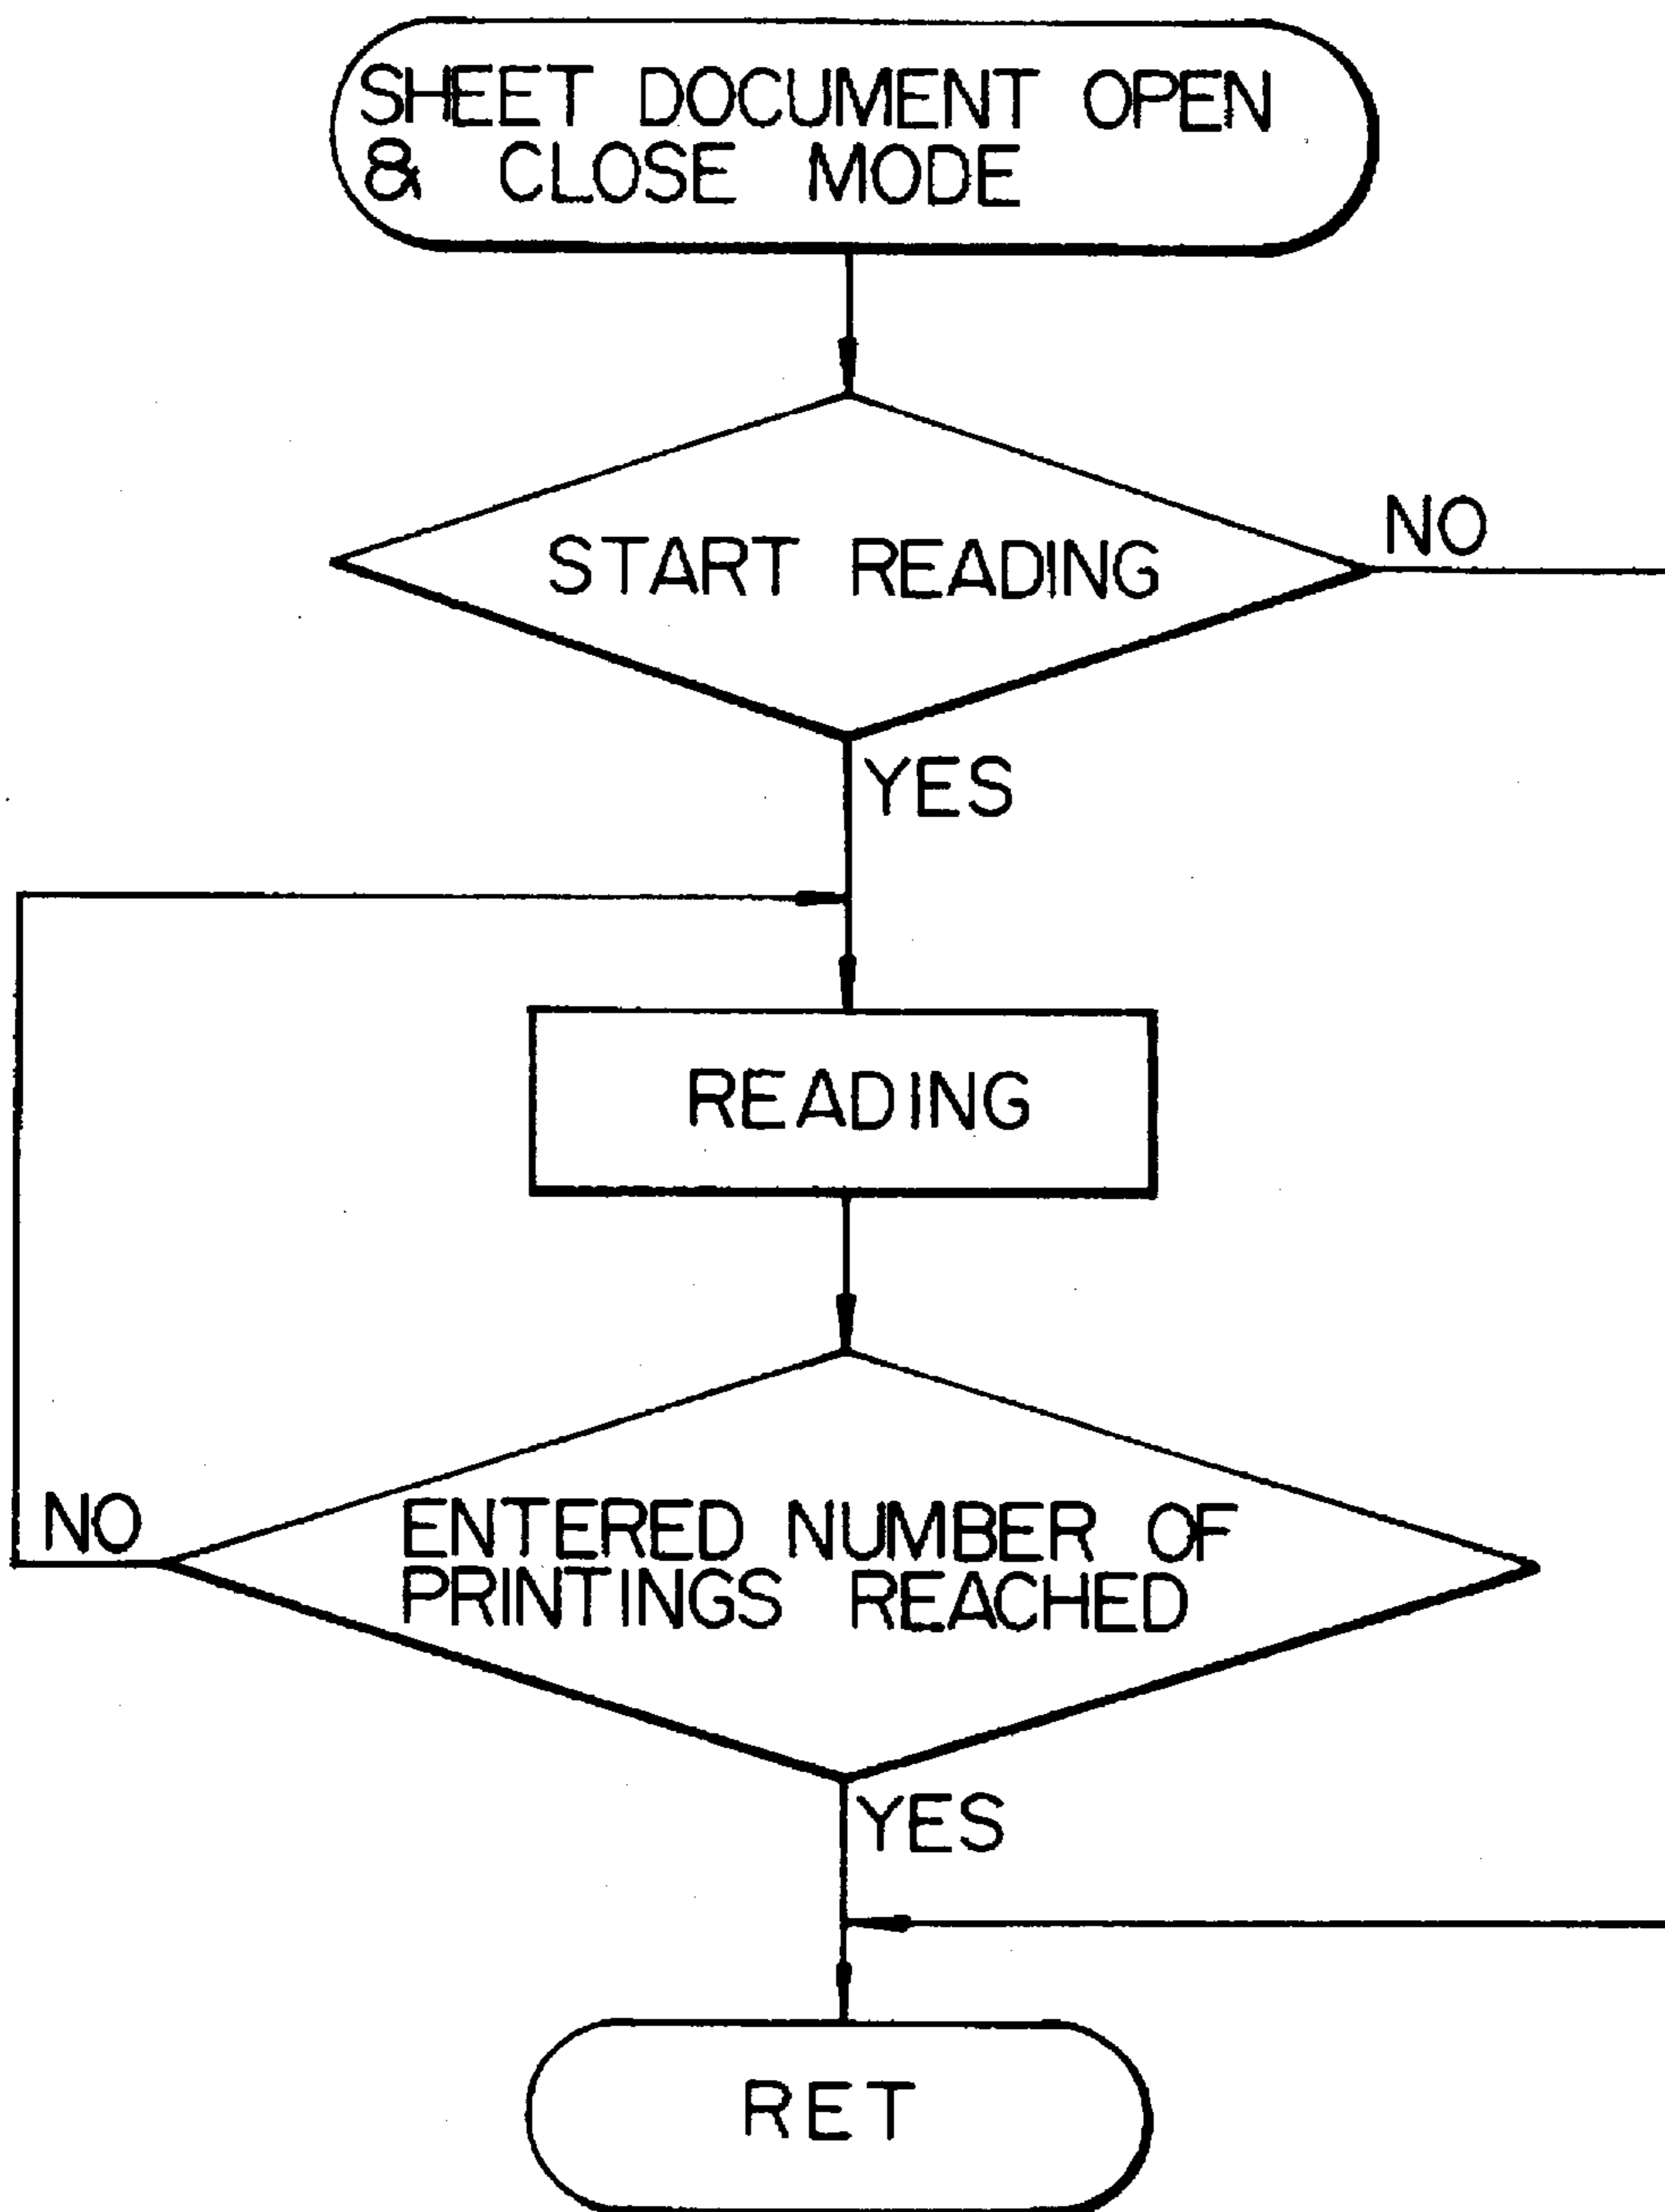 SHEET DOCUMENT OPEN
& CLOSE MODE
START READING
NO
YES
READING
NO
ENTERED NUMBER OF
PRINTINGS REACHED
YES
RET